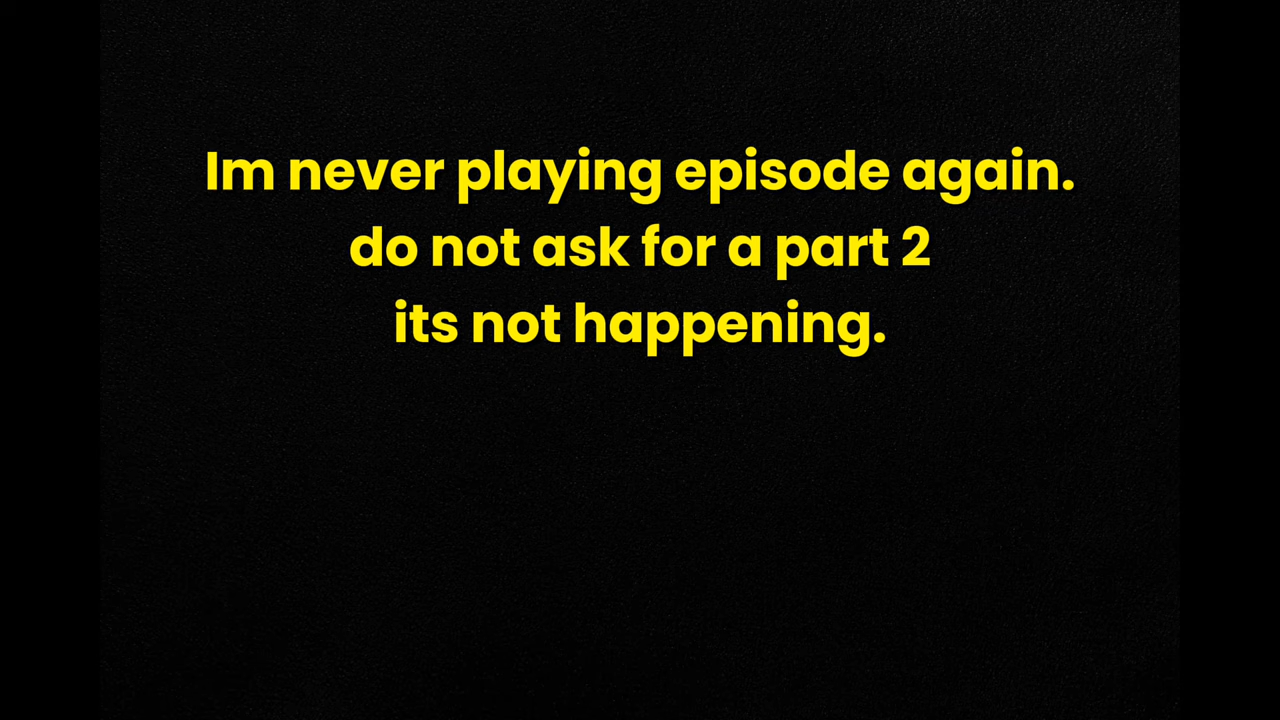 Im never playing episode again.
do not ask for a part 2
its not happening.